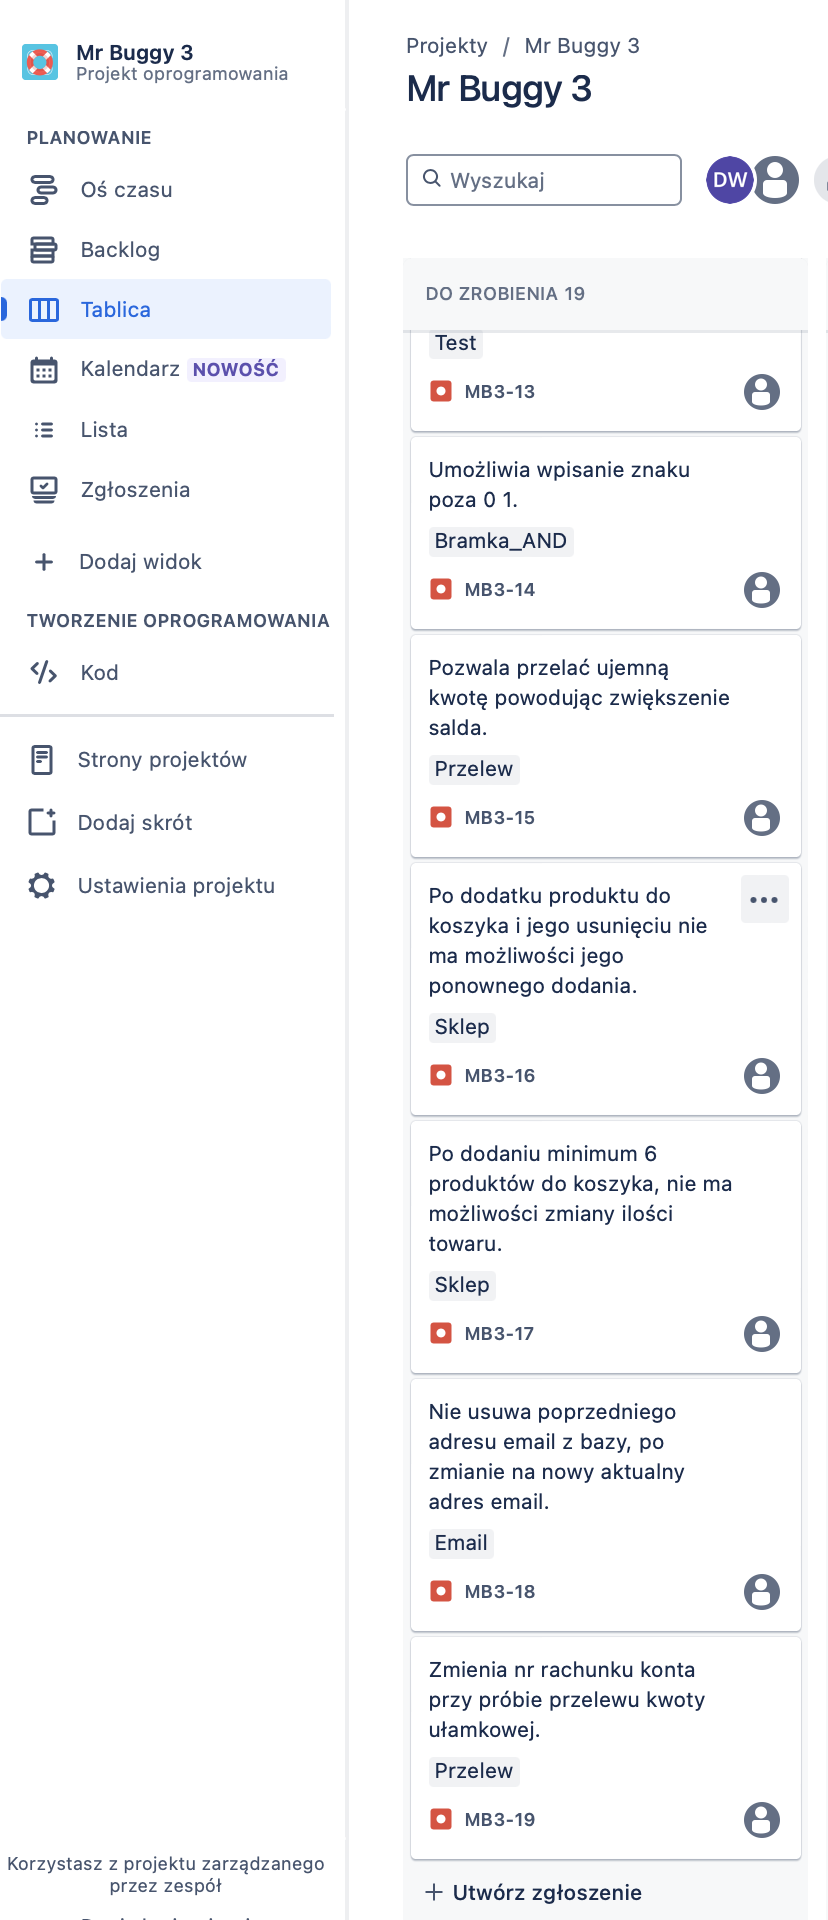 Mr Buggy 3
Projekt oprogramowania
PLANOWANIE
Oś czasu
Backlog
Tablica
Kalendarz NOWOŚĆ
Lista
Zgłoszenia
Dodaj widok
TWORZENIE OPROGRAMOWANIA
Kod
Strony projektów
Dodaj skrót
Ustawienia projektu
Korzystasz z projektu zarządzanego
przez zespół
Projekty / Mr Buggy 3
Mr Buggy 3
Wyszukaj
DW
DO ZROBIENIA 19
Test
MB3-13
Umożliwia wpisanie znaku
poza 0 1.
Bramka_AND
MB3-14
Pozwala przelać ujemną
kwotę powodując zwiększenie
salda.
Przelew
MB3-15
Po dodatku produktu do
koszyka i jego usunięciu nie
ma możliwości jego
ponownego dodania.
Sklep
MB3-16
Po dodaniu minimum 6
produktów do koszyka, nie ma
możliwości zmiany ilości
towaru.
Sklep
MB3-17
Nie usuwa poprzedniego
adresu email z bazy, po
zmianie na nowy aktualny
adres email.
Email
MB3-18
Zmienia nr rachunku konta
przy próbie przelewu kwoty
ułamkowej.
Przelew
MB3-19
+ Utwórz zgłoszenie